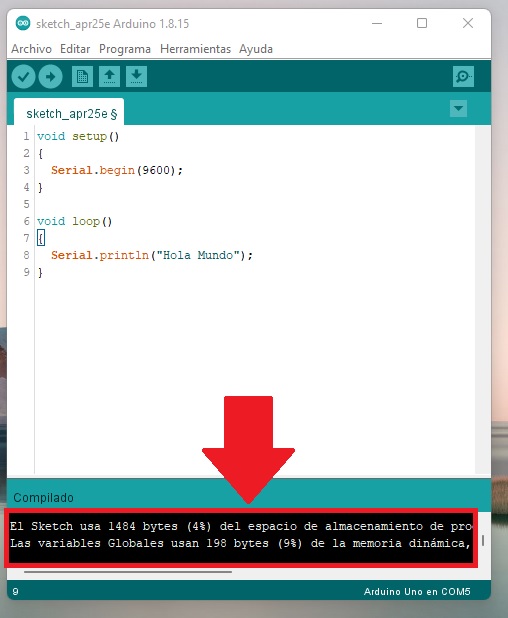 sketch_apr25e Arduino 1.8.15
Archivo Editar Programa Herramientas Ayuda
sketch_apr25e §
1 void setup()
2 {
3 Serial.begin(9600);
4 }
5
6 void loop()
7 {
8 Serial.println("Hola Mundo");
9 }
Compilado
El Sketch usa 1484 bytes (4%) del espacio de almacenamiento de pro
Las variables Globales usan 198 bytes (9%) de la memoria dinámica,
9 Arduino Uno en COM5